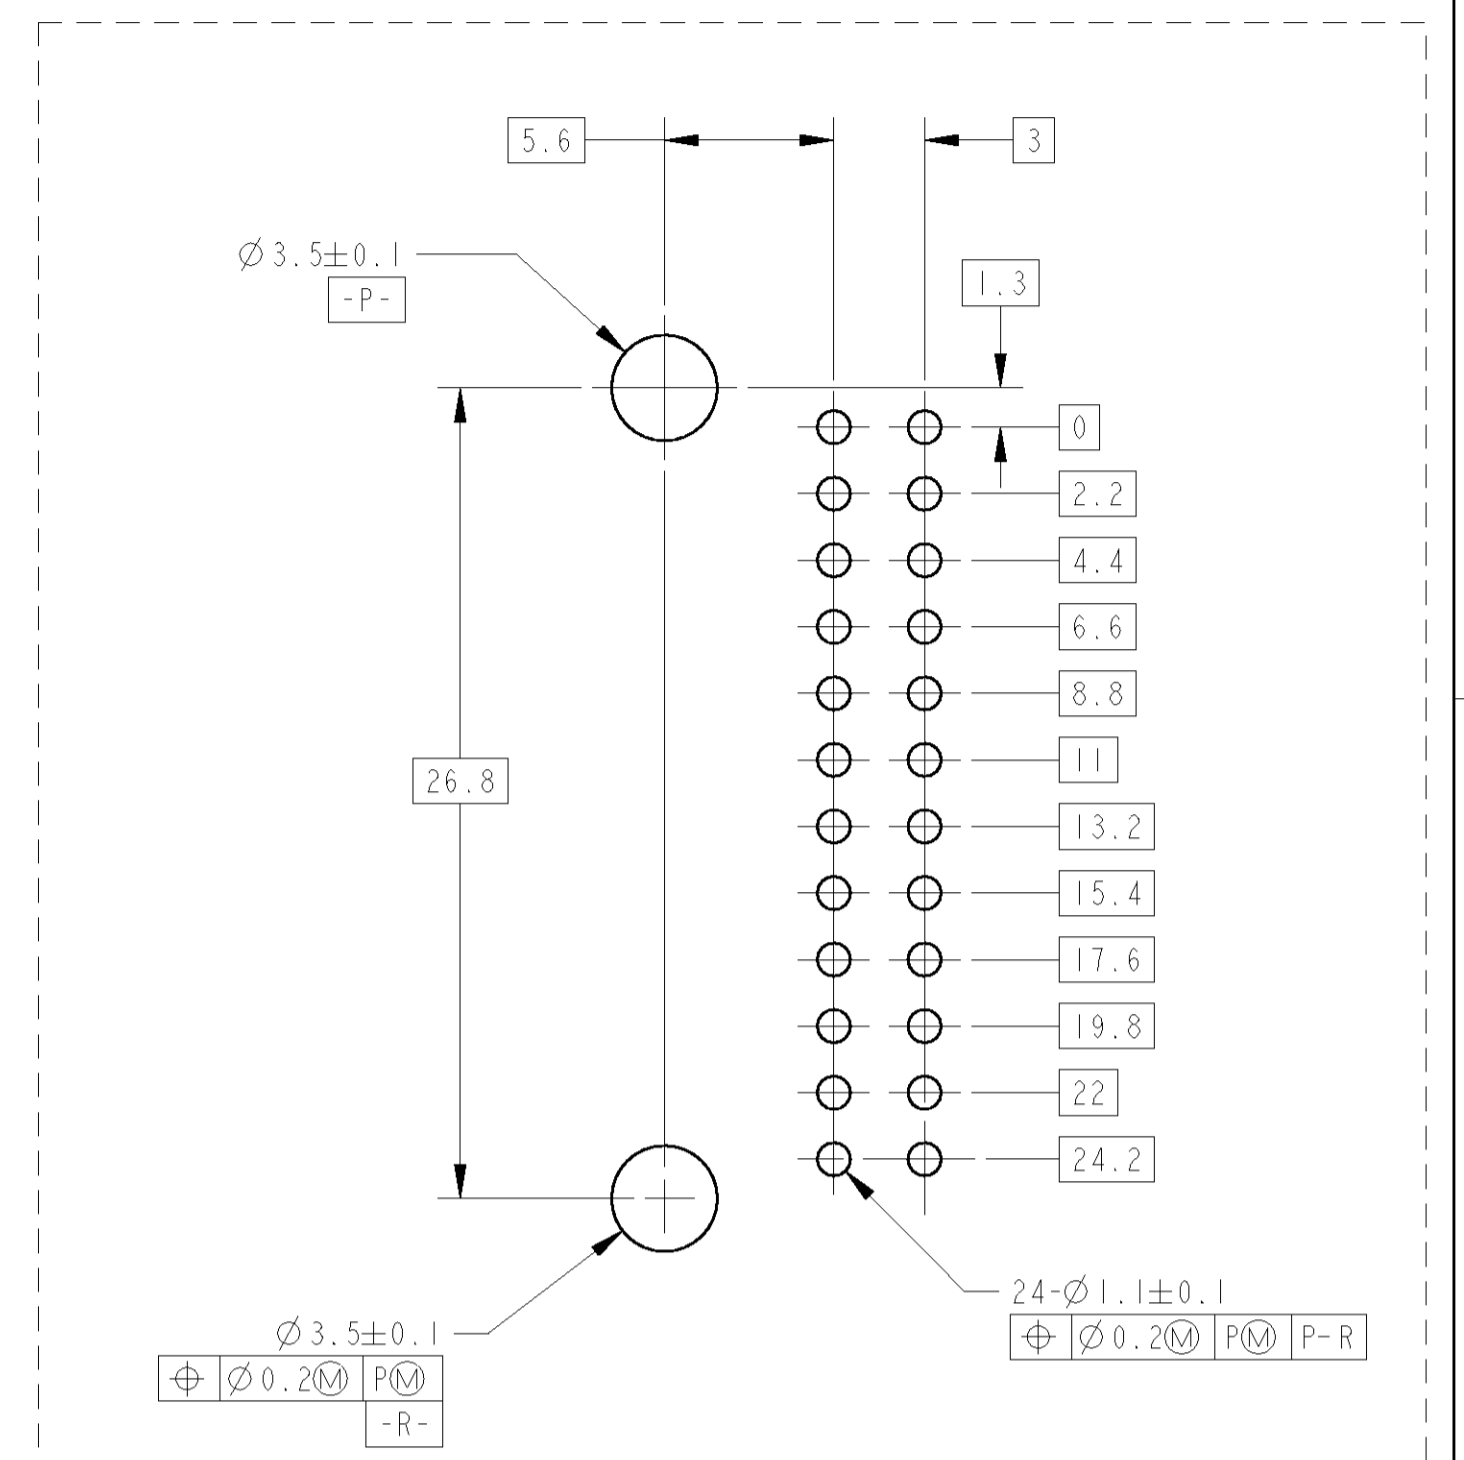 5.6
3
Ø3.5±0.1
-P-
1.3
0
2.2
4.4
6.6
8.8
11
26.8
13.2
15.4
17.6
19.8
22
24.2
24-Ø1.1±0.1
⌖ Ø0.2Ⓜ PⓂ P-R
Ø3.5±0.1
⌖ Ø0.2Ⓜ PⓂ
-R-